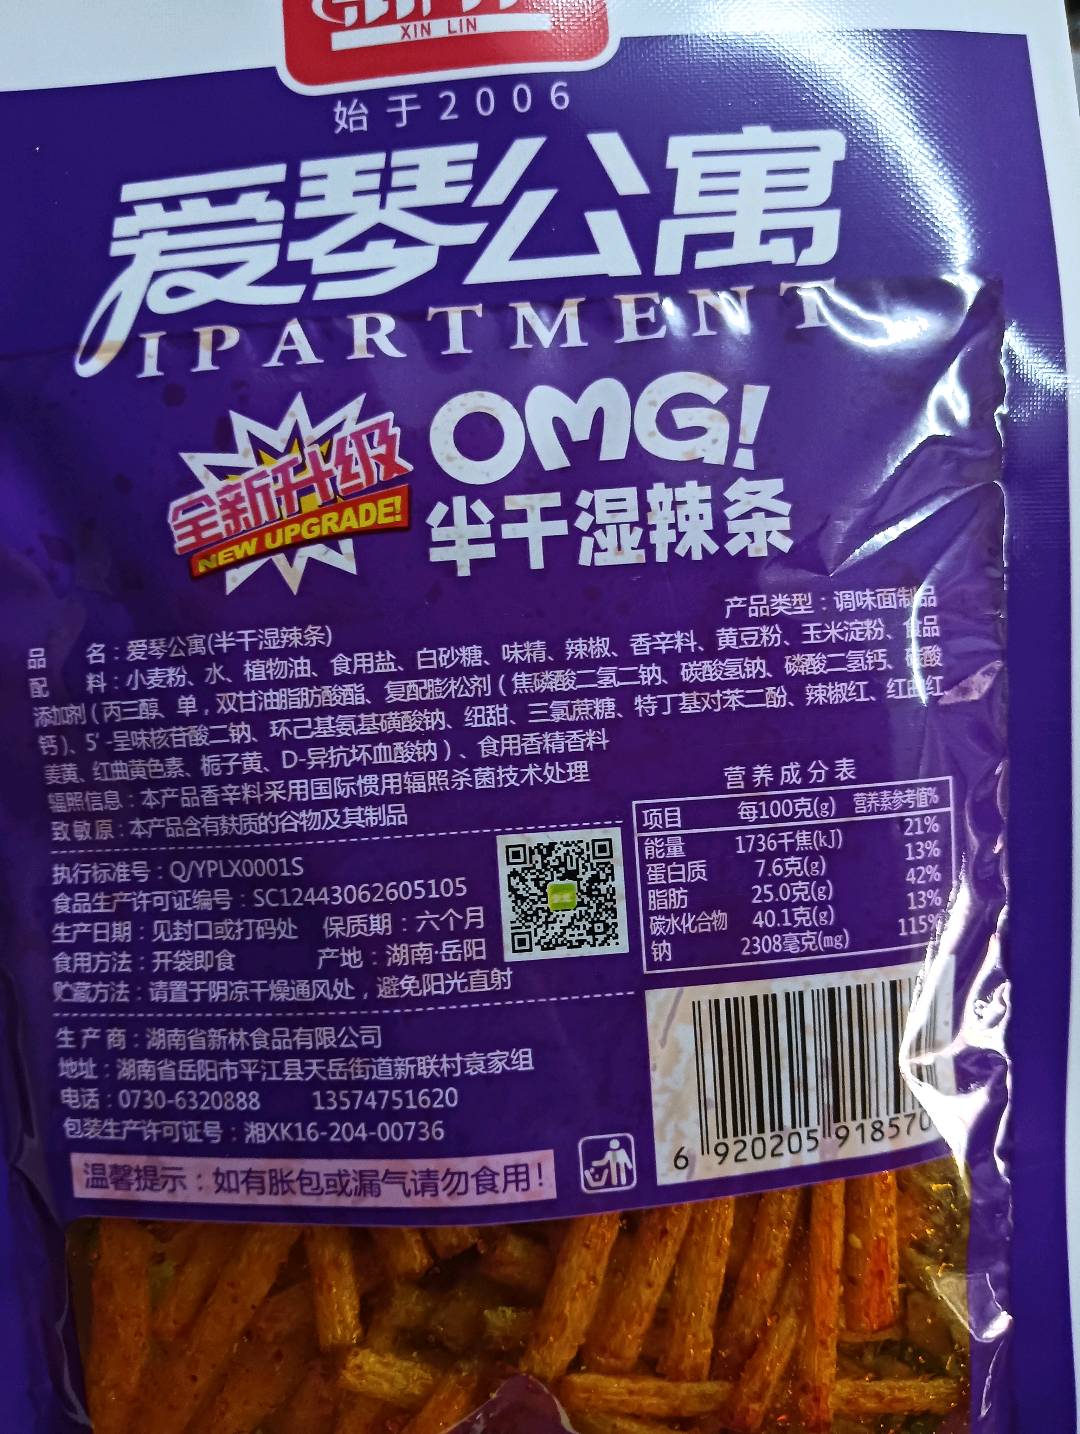 XIN LIN
始于2006
爱琴公寓
IPARTMENT
全新升级
NEW UPGRADE!
OMG!
半干湿辣条
产品类型：调味面制品
品 名：爱琴公寓(半干湿辣条)
配 料：小麦粉、水、植物油、食用盐、白砂糖、味精、辣椒、香辛料、黄豆粉、玉米淀粉、食品
添加剂（丙三醇、单，双甘油脂肪酸酯、复配膨松剂（焦磷酸二氢二钠、碳酸氢钠、磷酸二氢钙、碳酸
钙）、5'-呈味核苷酸二钠、环己基氨基磺酸钠、纽甜、三氯蔗糖、特丁基对苯二酚、辣椒红、红曲红、
姜黄、红曲黄色素、栀子黄、D-异抗坏血酸钠）、食用香精香料
辐照信息：本产品香辛料采用国际惯用辐照杀菌技术处理
致敏原：本产品含有麸质的谷物及其制品
执行标准号：Q/YPLX0001S
食品生产许可证编号：SC12443062605105
生产日期：见封口或打码处 保质期：六个月
食用方法：开袋即食 产地：湖南·岳阳
贮藏方法：请置于阴凉干燥通风处，避免阳光直射
营养成分表
项目 每100克(g) 营养素参考值%
能量 1736千焦(kJ) 21%
蛋白质 7.6克(g) 13%
脂肪 25.0克(g) 42%
碳水化合物 40.1克(g) 13%
钠 2308毫克(mg) 115%
生产商：湖南省新林食品有限公司
地址：湖南省岳阳市平江县天岳街道新联村袁家组
电话：0730-6320888 13574751620
包装生产许可证号：湘XK16-204-00736
温馨提示：如有胀包或漏气请勿食用！
6 920205 918570